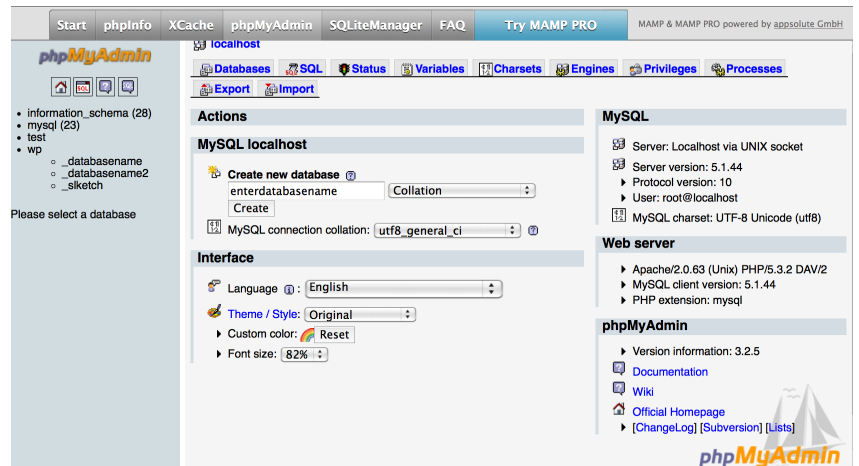 Start phpInfo XCache phpMyAdmin SQLiteManager FAQ Try MAMP PRO MAMP & MAMP PRO powered by appsolute GmbH
phpMyAdmin
SQL
information_schema (28)
mysql (23)
test
wp
_databasename
_databasename2
_slketch
Please select a database
localhost
Databases SQL Status Variables Charsets Engines Privileges Processes
Export Import
Actions
MySQL localhost
Create new database
enterdatabasename Collation
Create
MySQL connection collation: utf8_general_ci
Interface
Language : English
Theme / Style: Original
Custom color: Reset
Font size: 82%
MySQL
Server: Localhost via UNIX socket
Server version: 5.1.44
Protocol version: 10
User: root@localhost
MySQL charset: UTF-8 Unicode (utf8)
Web server
Apache/2.0.63 (Unix) PHP/5.3.2 DAV/2
MySQL client version: 5.1.44
PHP extension: mysql
phpMyAdmin
Version information: 3.2.5
Documentation
Wiki
Official Homepage
[ChangeLog] [Subversion] [Lists]
phpMyAdmin